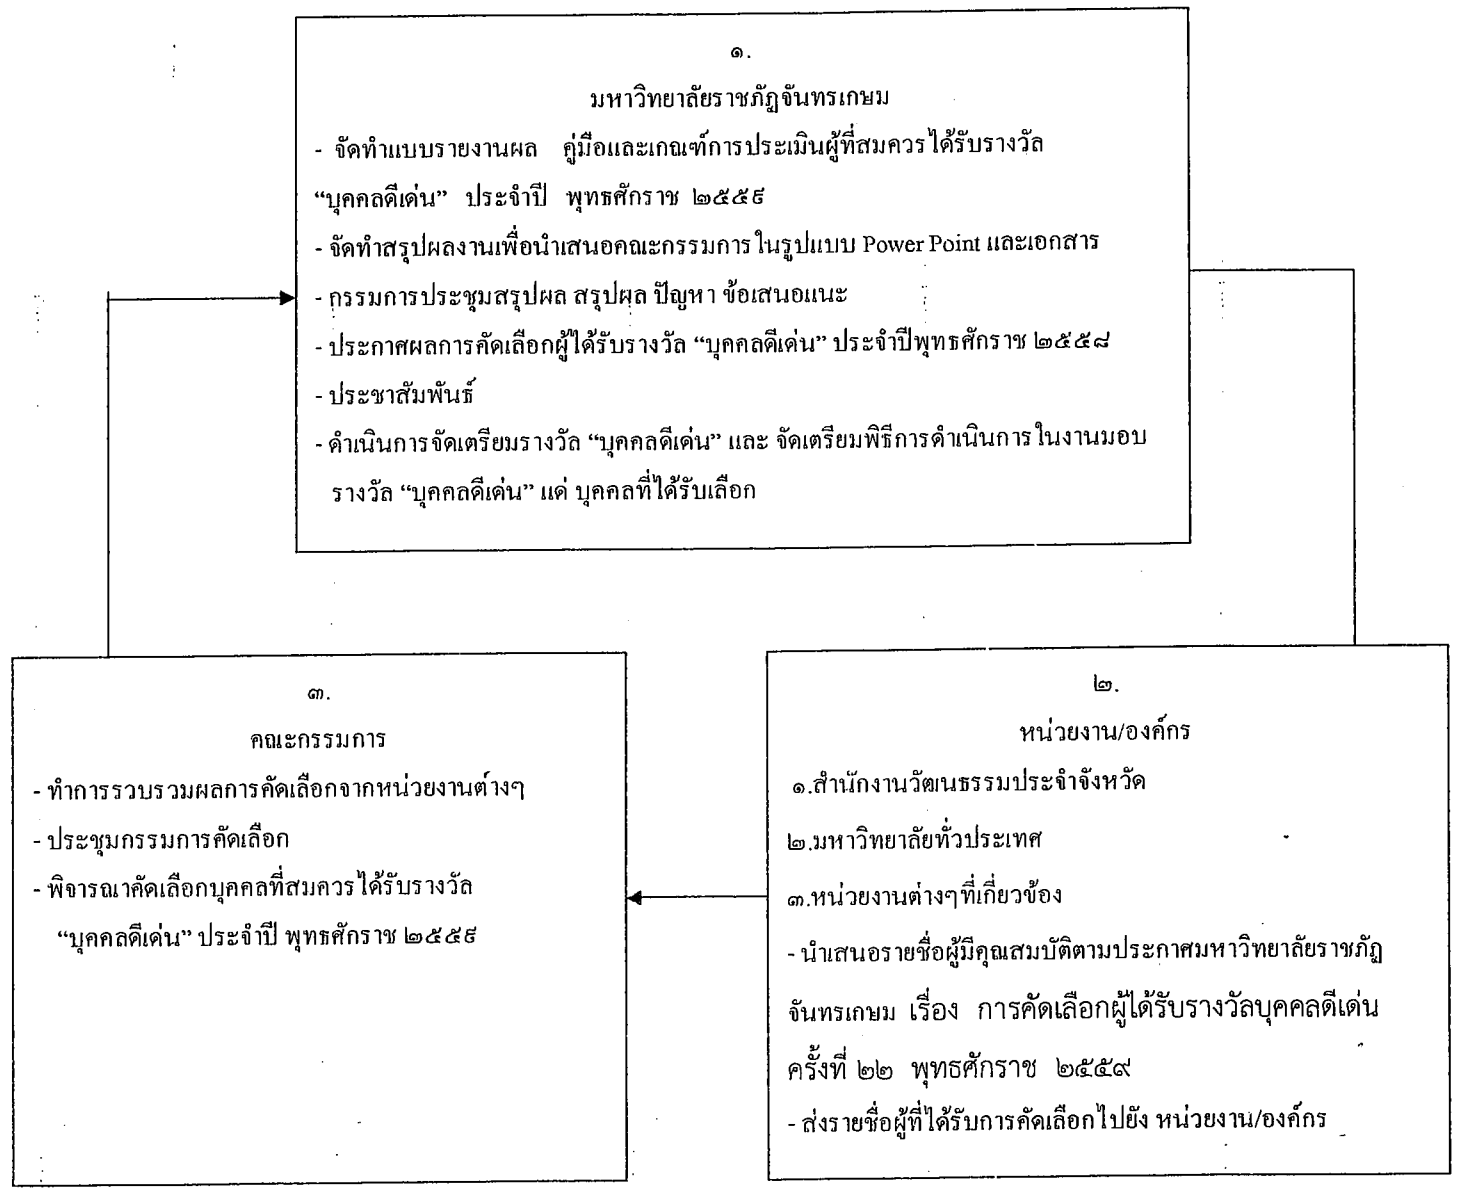 ๑.
มหาวิทยาลัยราชภัฏจันทรเกษม
- จัดทำแบบรายงานผล คู่มือและเกณฑ์การประเมินผู้ที่สมควรได้รับรางวัล
“บุคคลดีเด่น” ประจำปี พุทธศักราช ๒๕๕๙
- จัดทำสรุปผลงานเพื่อนำเสนอคณะกรรมการในรูปแบบ Power Point และเอกสาร
- กรรมการประชุมสรุปผล สรุปผล ปัญหา ข้อเสนอแนะ
- ประกาศผลการคัดเลือกผู้ได้รับรางวัล “บุคคลดีเด่น” ประจำปีพุทธศักราช ๒๕๕๘
- ประชาสัมพันธ์
- ดำเนินการจัดเตรียมรางวัล “บุคคลดีเด่น” และ จัดเตรียมพิธีการดำเนินการในงานมอบ
รางวัล “บุคคลดีเด่น” แด่ บุคคลที่ได้รับเลือก
๒.
หน่วยงาน/องค์กร
๑.สำนักงานวัฒนธรรมประจำจังหวัด
๒.มหาวิทยาลัยทั่วประเทศ
๓.หน่วยงานต่างๆที่เกี่ยวข้อง
- นำเสนอรายชื่อผู้มีคุณสมบัติตามประกาศมหาวิทยาลัยราชภัฏ
จันทรเกษม เรื่อง การคัดเลือกผู้ได้รับรางวัลบุคคลดีเด่น
ครั้งที่ ๒๒ พุทธศักราช ๒๕๕๙
- ส่งรายชื่อผู้ที่ได้รับการคัดเลือกไปยัง หน่วยงาน/องค์กร
๓.
คณะกรรมการ
- ทำการรวบรวมผลการคัดเลือกจากหน่วยงานต่างๆ
- ประชุมกรรมการคัดเลือก
- พิจารณาคัดเลือกบุคคลที่สมควรได้รับรางวัล
“บุคคลดีเด่น” ประจำปี พุทธศักราช ๒๕๕๙